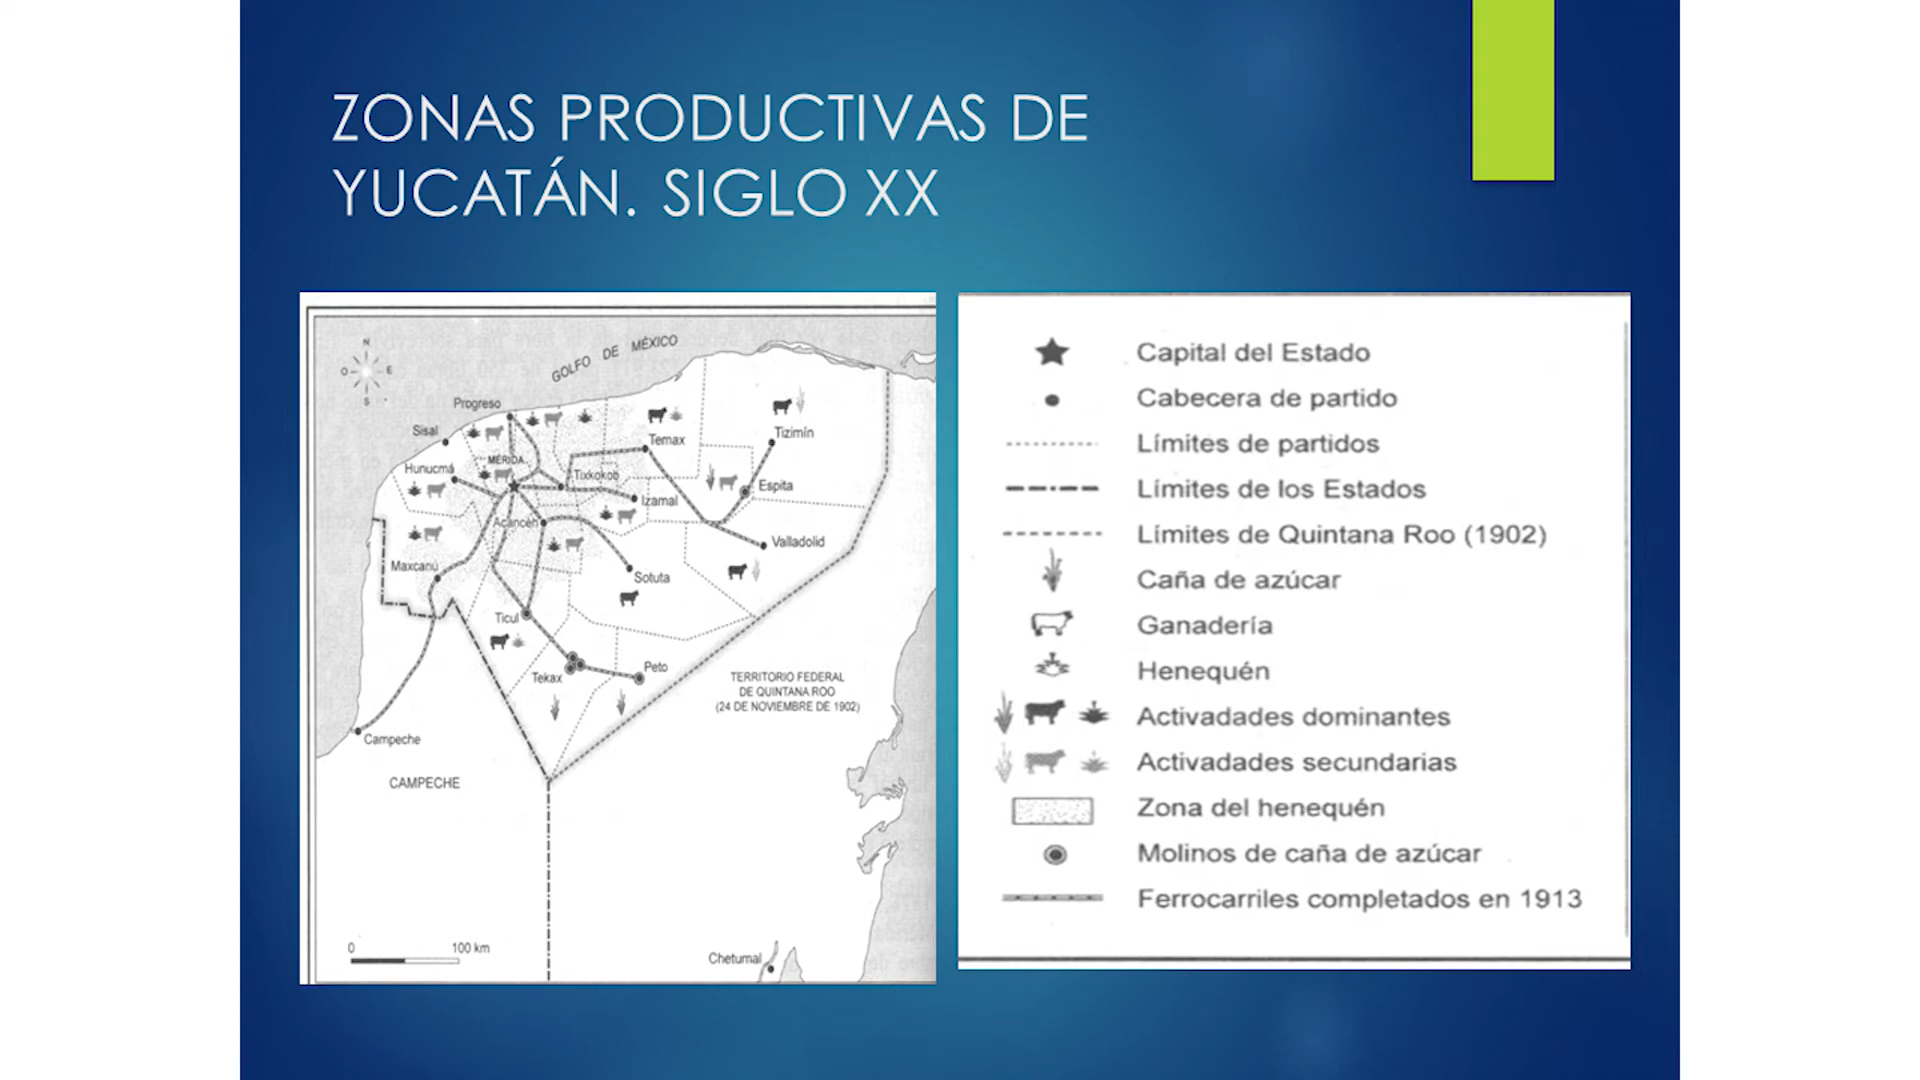 ZONAS PRODUCTIVAS DE
YUCATÁN. SIGLO XX
N
O
E
S
GOLFO DE MÉXICO
Progreso
Sisal
Hunucmá
MÉRIDA
Tixkokob
Temax
Tizimín
Espita
Izamal
Acanceh
Valladolid
Maxcanú
Sotuta
Ticul
Tekax
Peto
TERRITORIO FEDERAL
DE QUINTANA ROO
(24 DE NOVIEMBRE DE 1902)
Campeche
CAMPECHE
0 100 km
Chetumal
Capital del Estado
Cabecera de partido
Límites de partidos
Límites de los Estados
Límites de Quintana Roo (1902)
Caña de azúcar
Ganadería
Henequén
Activadades dominantes
Activadades secundarias
Zona del henequén
Molinos de caña de azúcar
Ferrocarriles completados en 1913